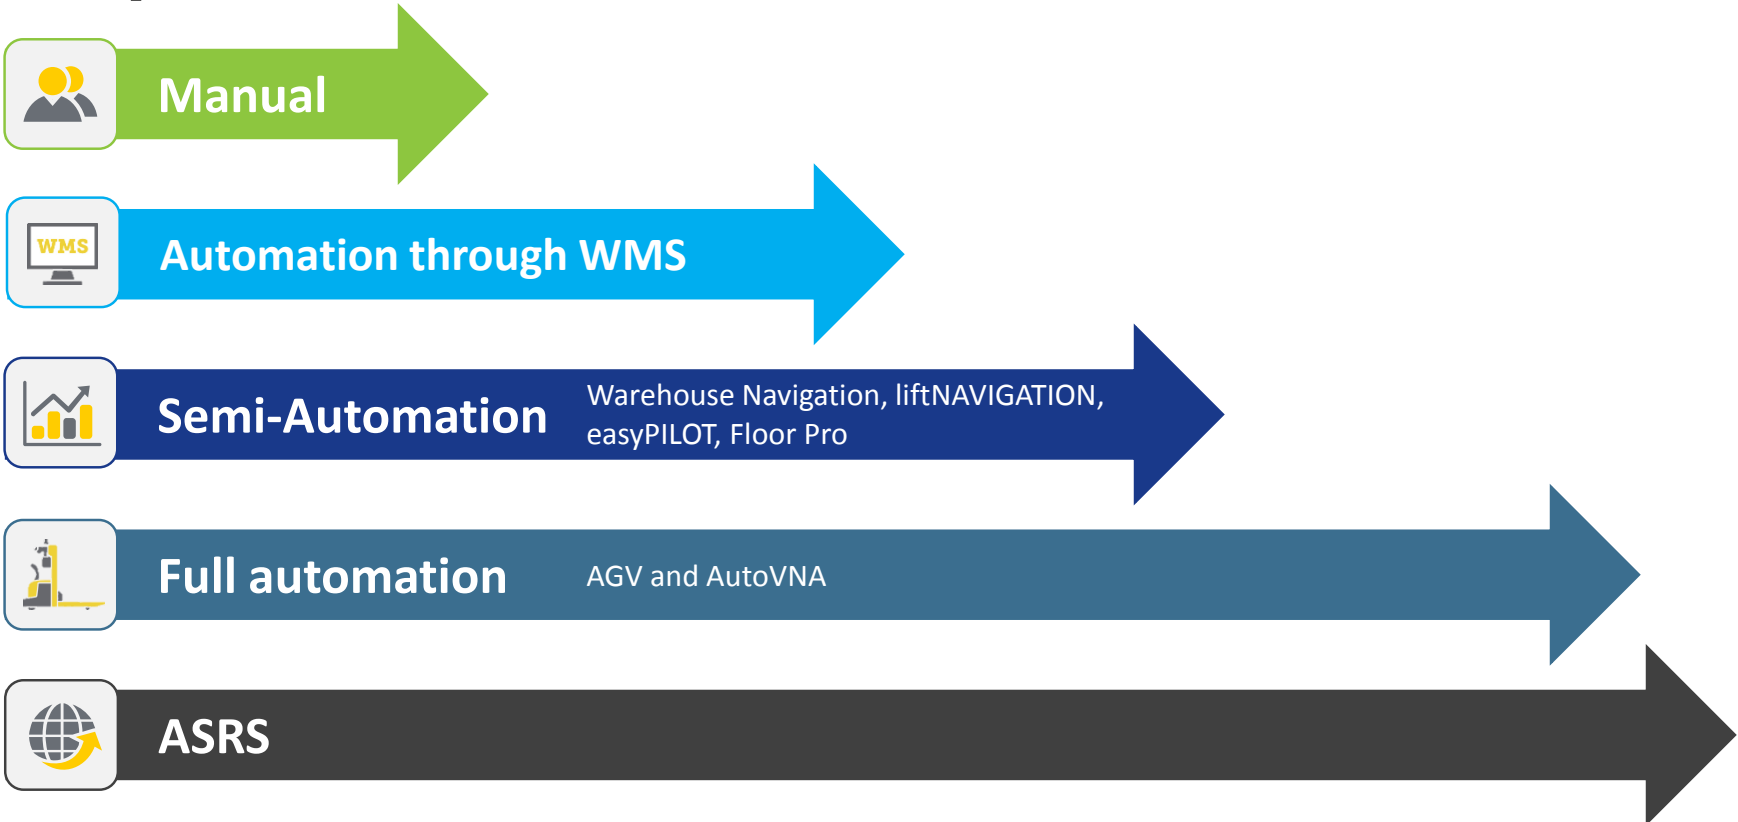 Manual
WMS
Automation through WMS
Semi-Automation
Warehouse Navigation, liftNAVIGATION,
easyPILOT, Floor Pro
Full automation
AGV and AutoVNA
ASRS